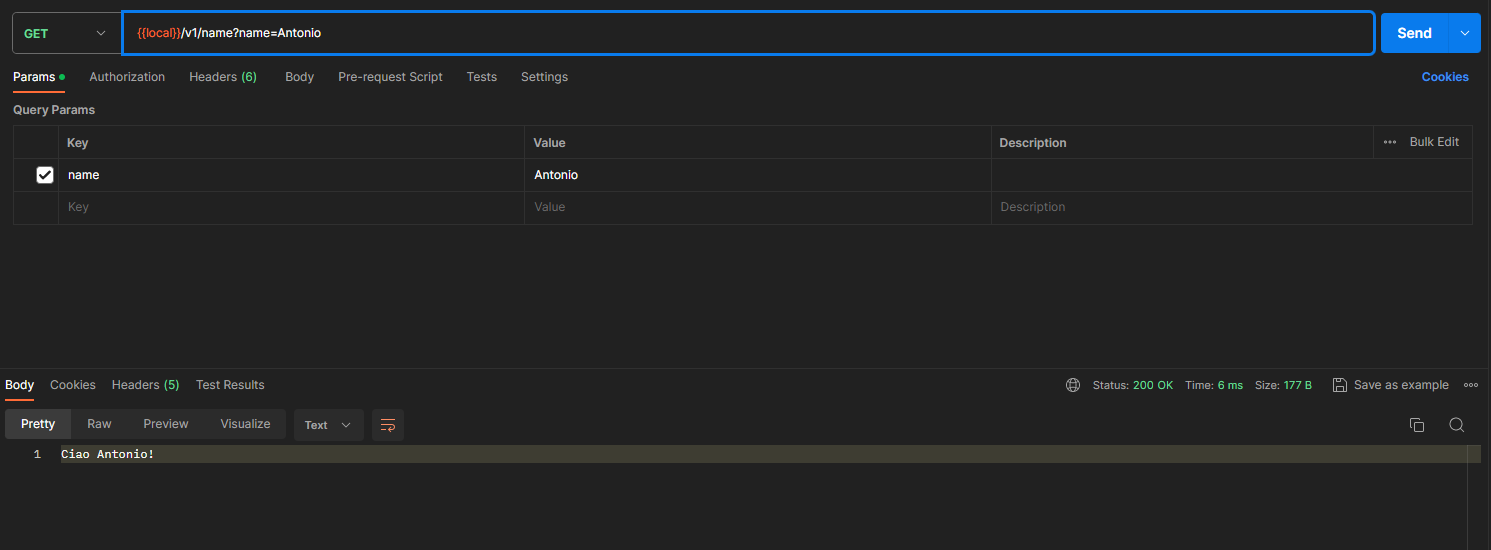 GET {{local}}/v1/name?name=Antonio Send
Params Authorization Headers (6) Body Pre-request Script Tests Settings Cookies
Query Params
Key Value Description Bulk Edit
name Antonio
Key Value Description
Body Cookies Headers (5) Test Results Status: 200 OK Time: 6 ms Size: 177 B Save as example
Pretty Raw Preview Visualize Text
1 Ciao Antonio!